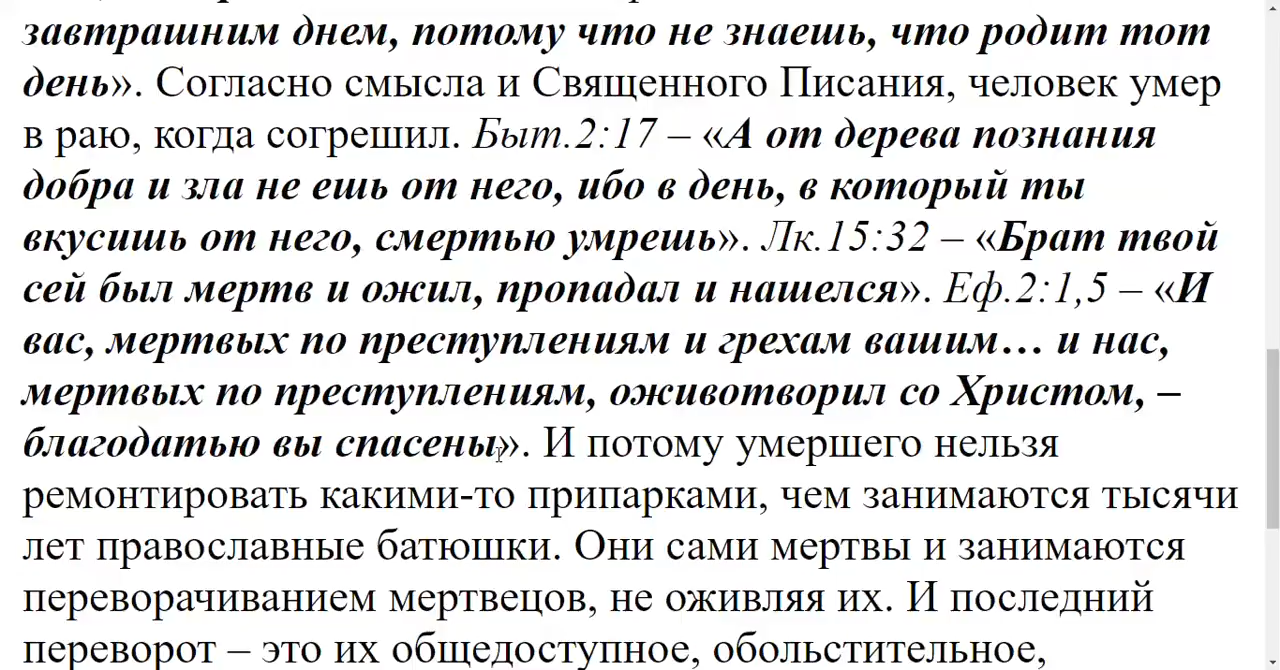 завтрашним днем, потому что не знаешь, что родит тот
день». Согласно смысла и Священного Писания, человек умер
в раю, когда согрешил. Быт.2:17 – «А от дерева познания
добра и зла не ешь от него, ибо в день, в который ты
вкусишь от него, смертью умрешь». Лк.15:32 – «Брат твой
сей был мертв и ожил, пропадал и нашелся». Еф.2:1,5 – «И
вас, мертвых по преступлениям и грехам вашим… и нас,
мертвых по преступлениям, оживотворил со Христом, –
благодатью вы спасены». И потому умершего нельзя
ремонтировать какими-то припарками, чем занимаются тысячи
лет православные батюшки. Они сами мертвы и занимаются
переворачиванием мертвецов, не оживляя их. И последний
переворот – это их общедоступное, обольстительное,